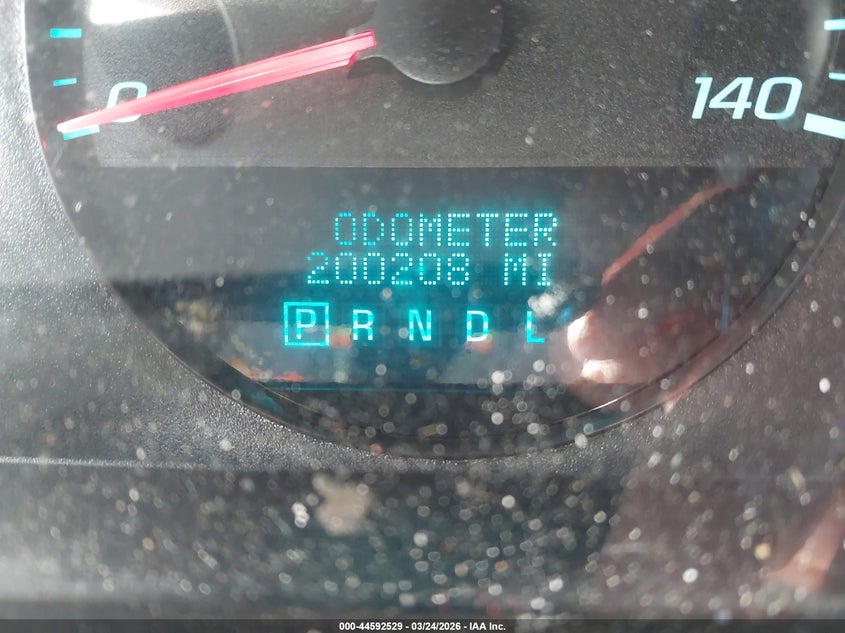 0
140
ODOMETER
200208 MI
P R N D L
000-44592529 - 03/24/2026 - IAA Inc.